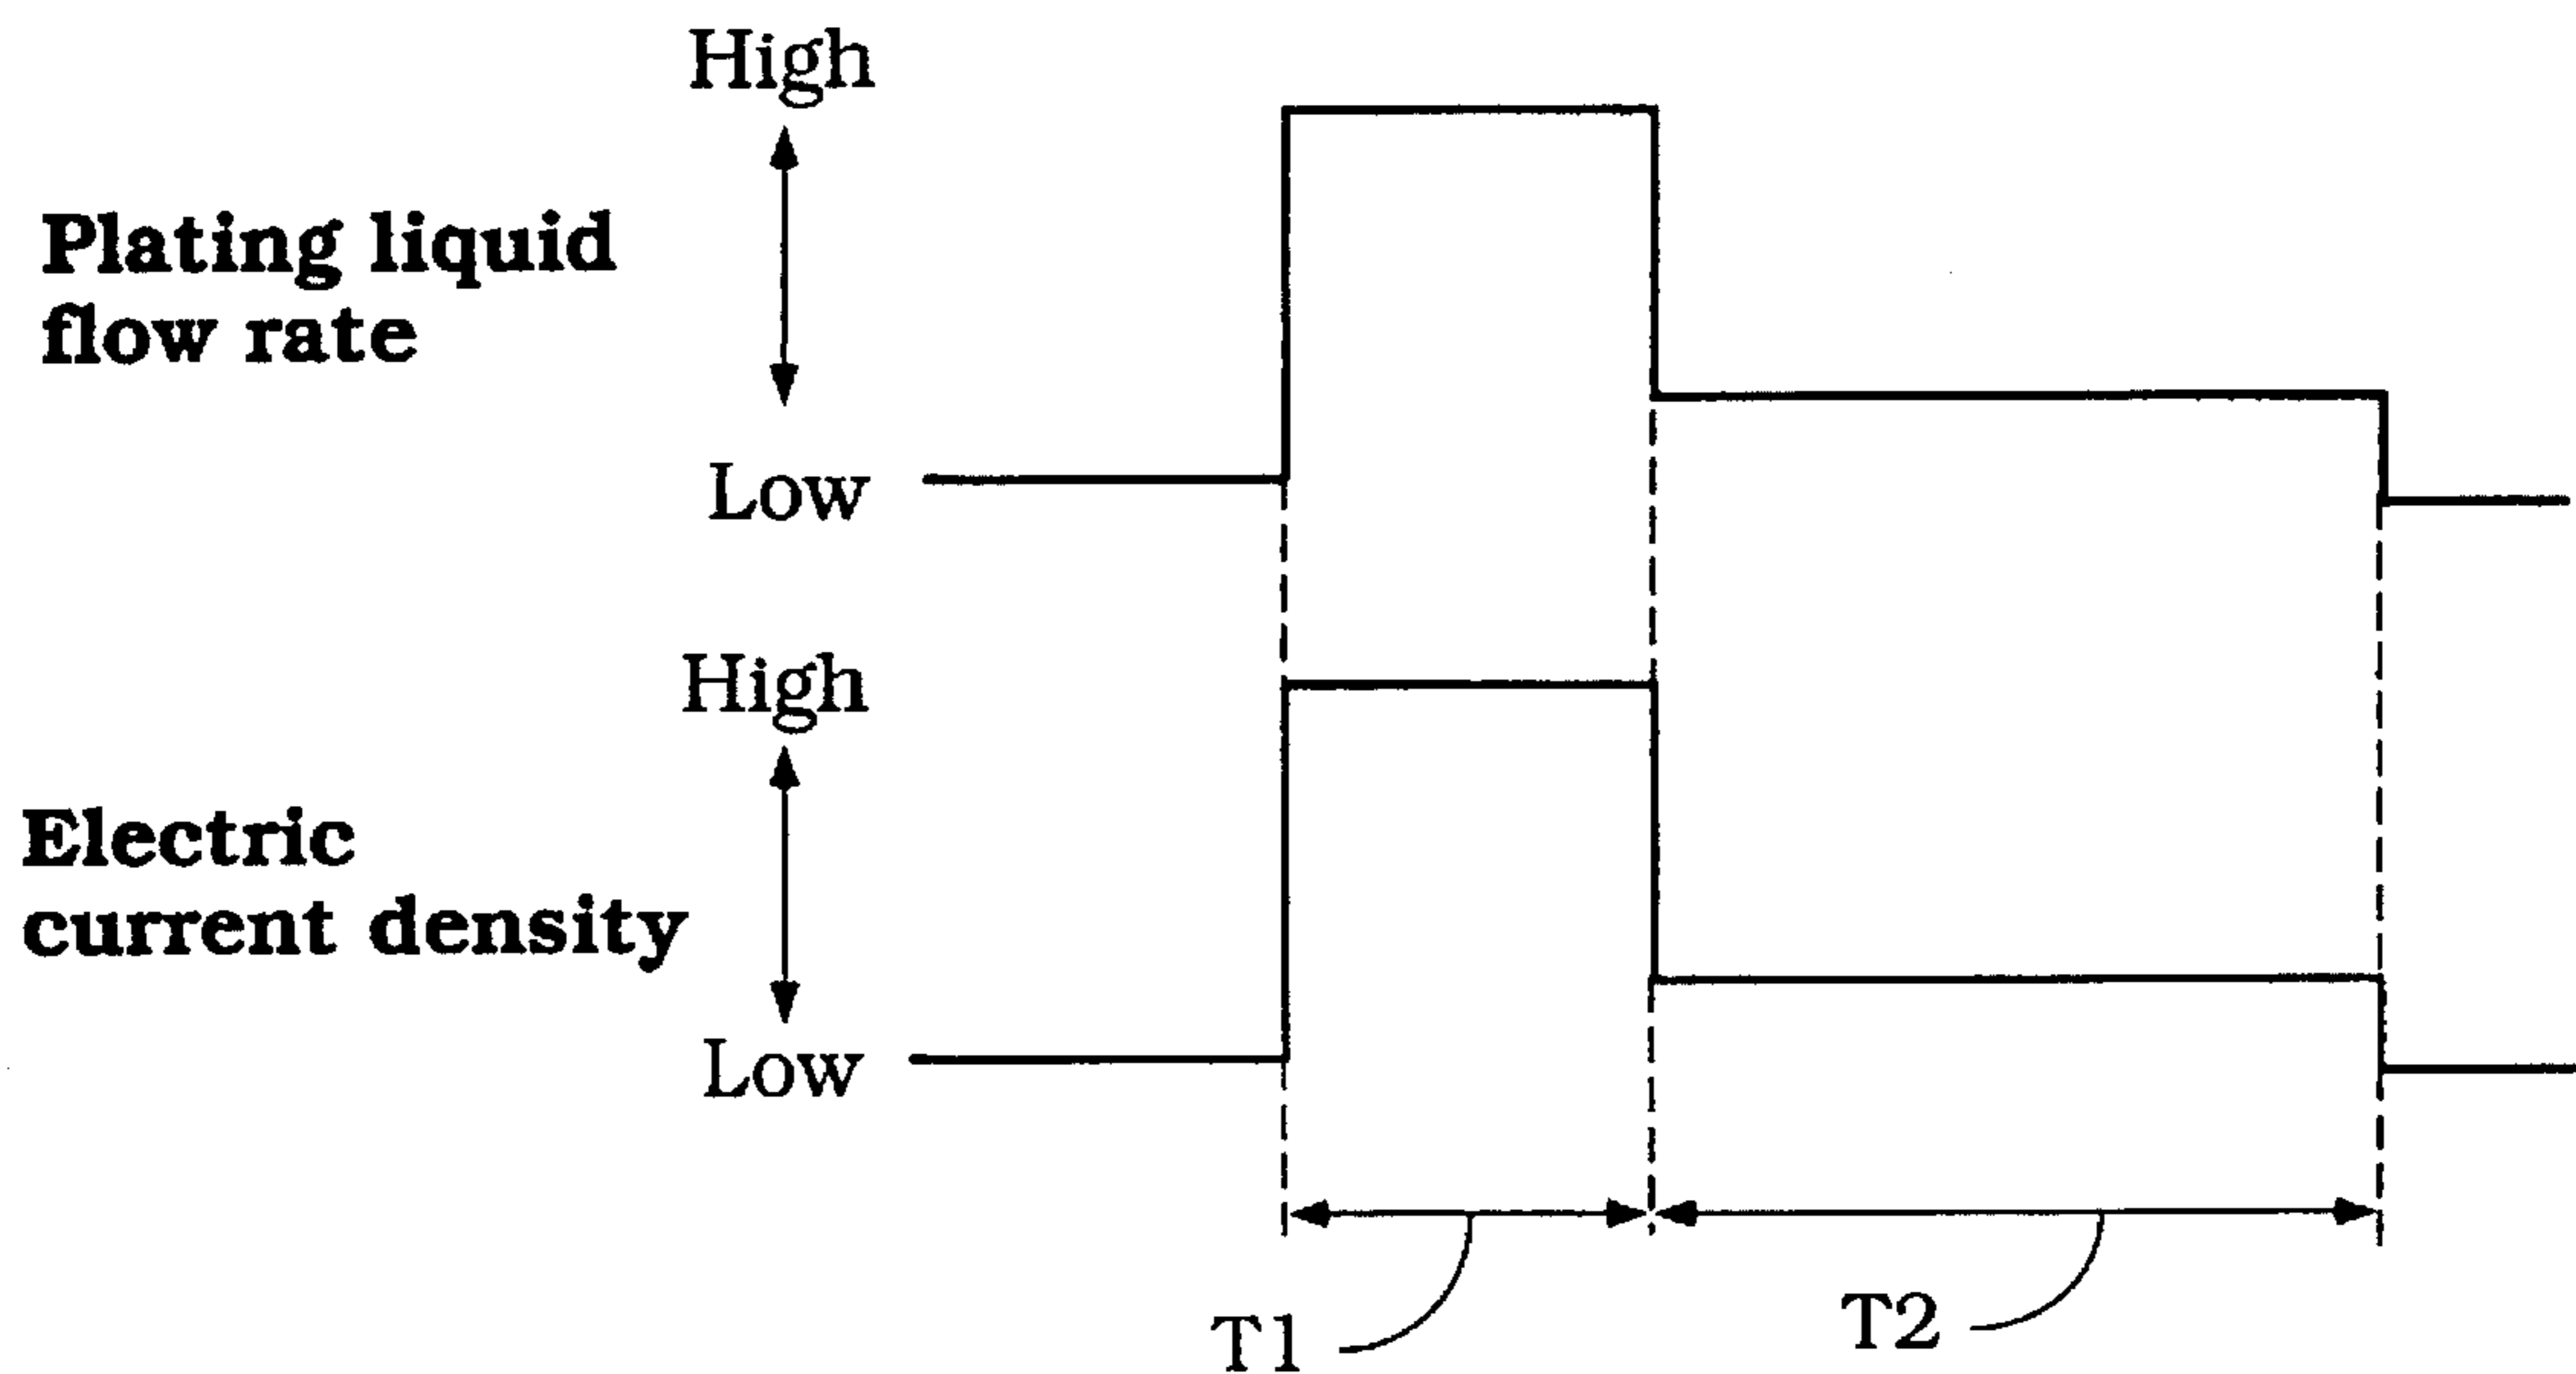 High
Plating liquid
flow rate
Low
High
Electric
current density
Low
T1
T2